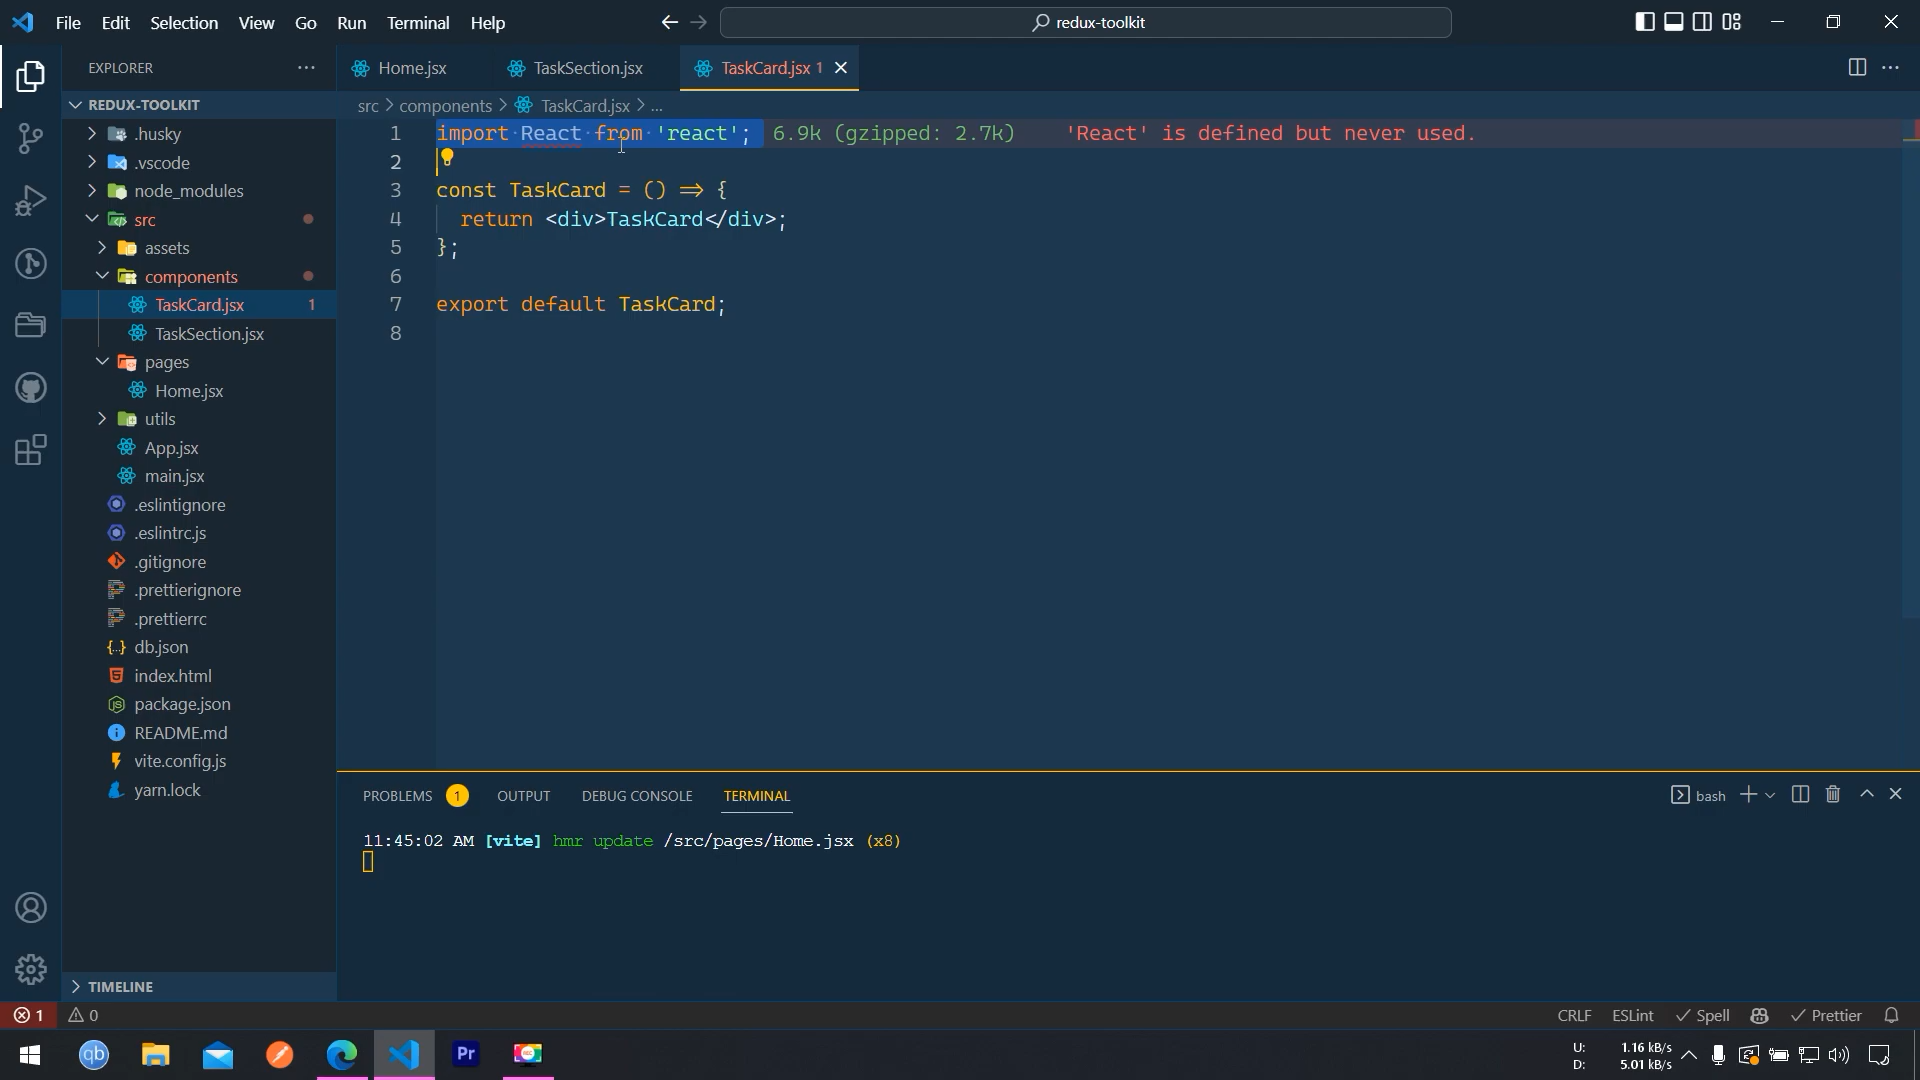 File Edit Selection View Go Run Terminal Help
redux-toolkit
EXPLORER
Home.jsx
TaskSection.jsx
TaskCard.jsx 1
REDUX-TOOLKIT
src > components > TaskCard.jsx > ...
.husky
.vscode
node_modules
src
assets
components
TaskCard.jsx 1
TaskSection.jsx
pages
Home.jsx
utils
App.jsx
main.jsx
.eslintignore
.eslintrc.js
.gitignore
.prettierignore
.prettierrc
db.json
index.html
package.json
README.md
vite.config.js
yarn.lock
TIMELINE
1 import React from 'react'; 6.9k (gzipped: 2.7k) 'React' is defined but never used.
2
3 const TaskCard = () => {
4 return <div>TaskCard</div>;
5 };
6
7 export default TaskCard;
8
PROBLEMS 1 OUTPUT DEBUG CONSOLE TERMINAL
bash
11:45:02 AM [vite] hmr update /src/pages/Home.jsx (x8)
1 0
CRLF ESLint Spell Prettier
qb
Pr
REC
U: 1.16 kB/s
D: 5.01 kB/s